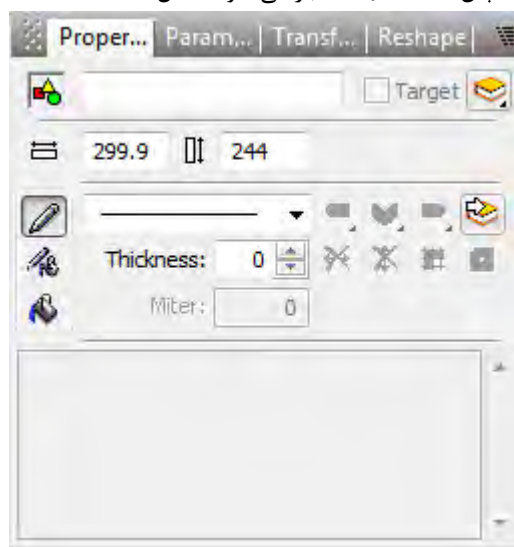 Proper... Param... Transf... Reshape
Target
299.9 244
Thickness: 0
Miter: 0